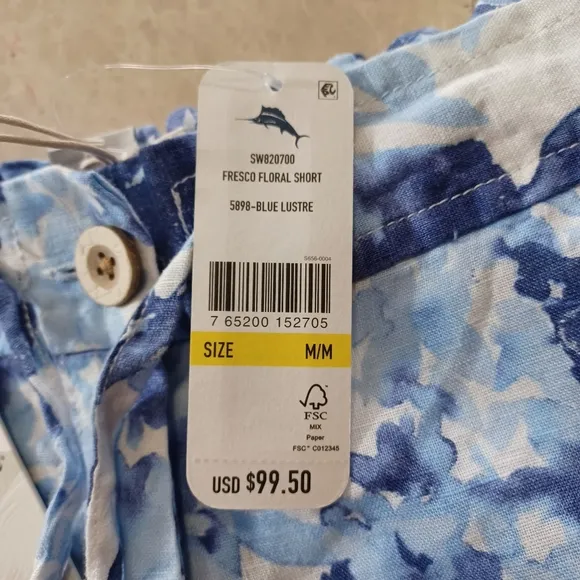 SW820700
FRESCO FLORAL SHORT
5898-BLUE LUSTRE
7 65200 152705
SIZE M/M
FSC
MIX
Paper
FSC® C012345
USD $99.50